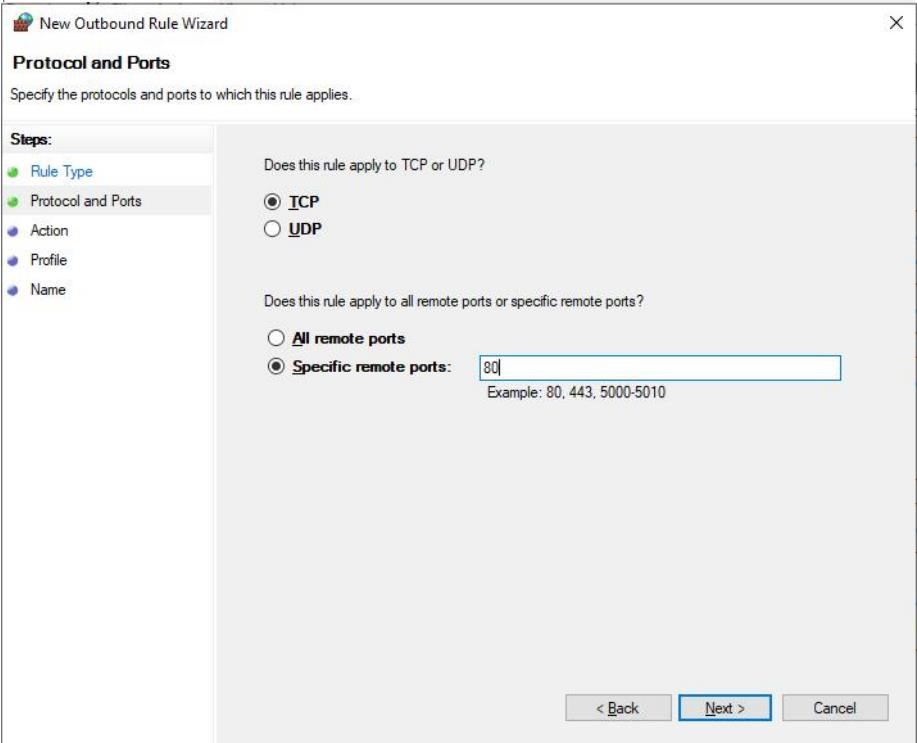 New Outbound Rule Wizard
Protocol and Ports
Specify the protocols and ports to which this rule applies.
Steps:
Rule Type
Protocol and Ports
Action
Profile
Name
Does this rule apply to TCP or UDP?
TCP
UDP
Does this rule apply to all remote ports or specific remote ports?
All remote ports
Specific remote ports: 80
Example: 80, 443, 5000-5010
< Back Next > Cancel